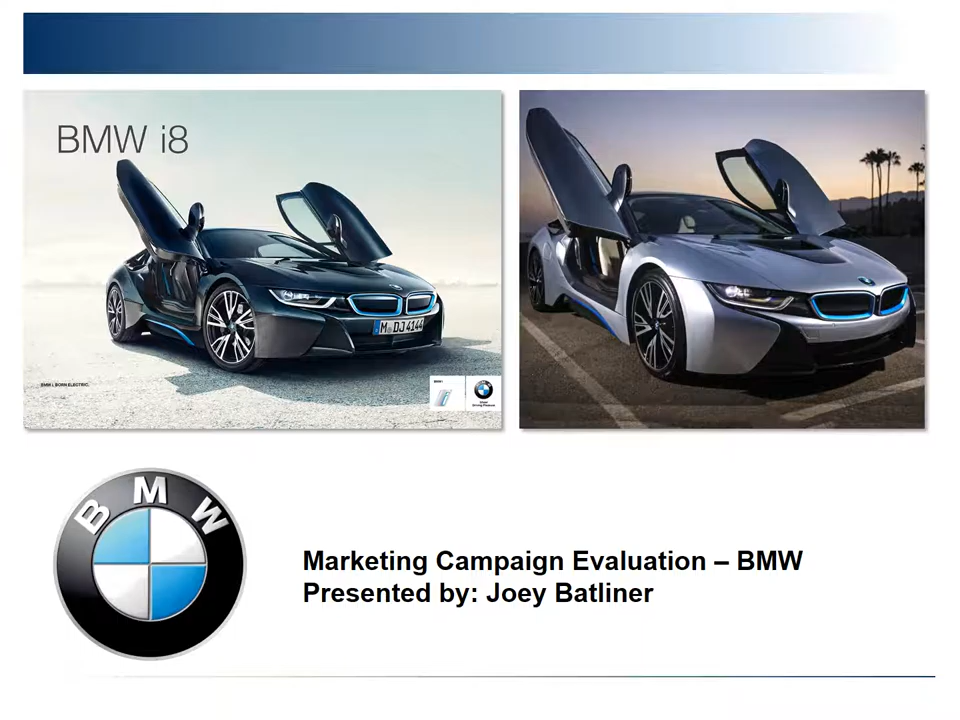 BMW i8
M DJ 4144
BMW i. BORN ELECTRIC.
BMW i
BMW
Marketing Campaign Evaluation – BMW
Presented by: Joey Batliner